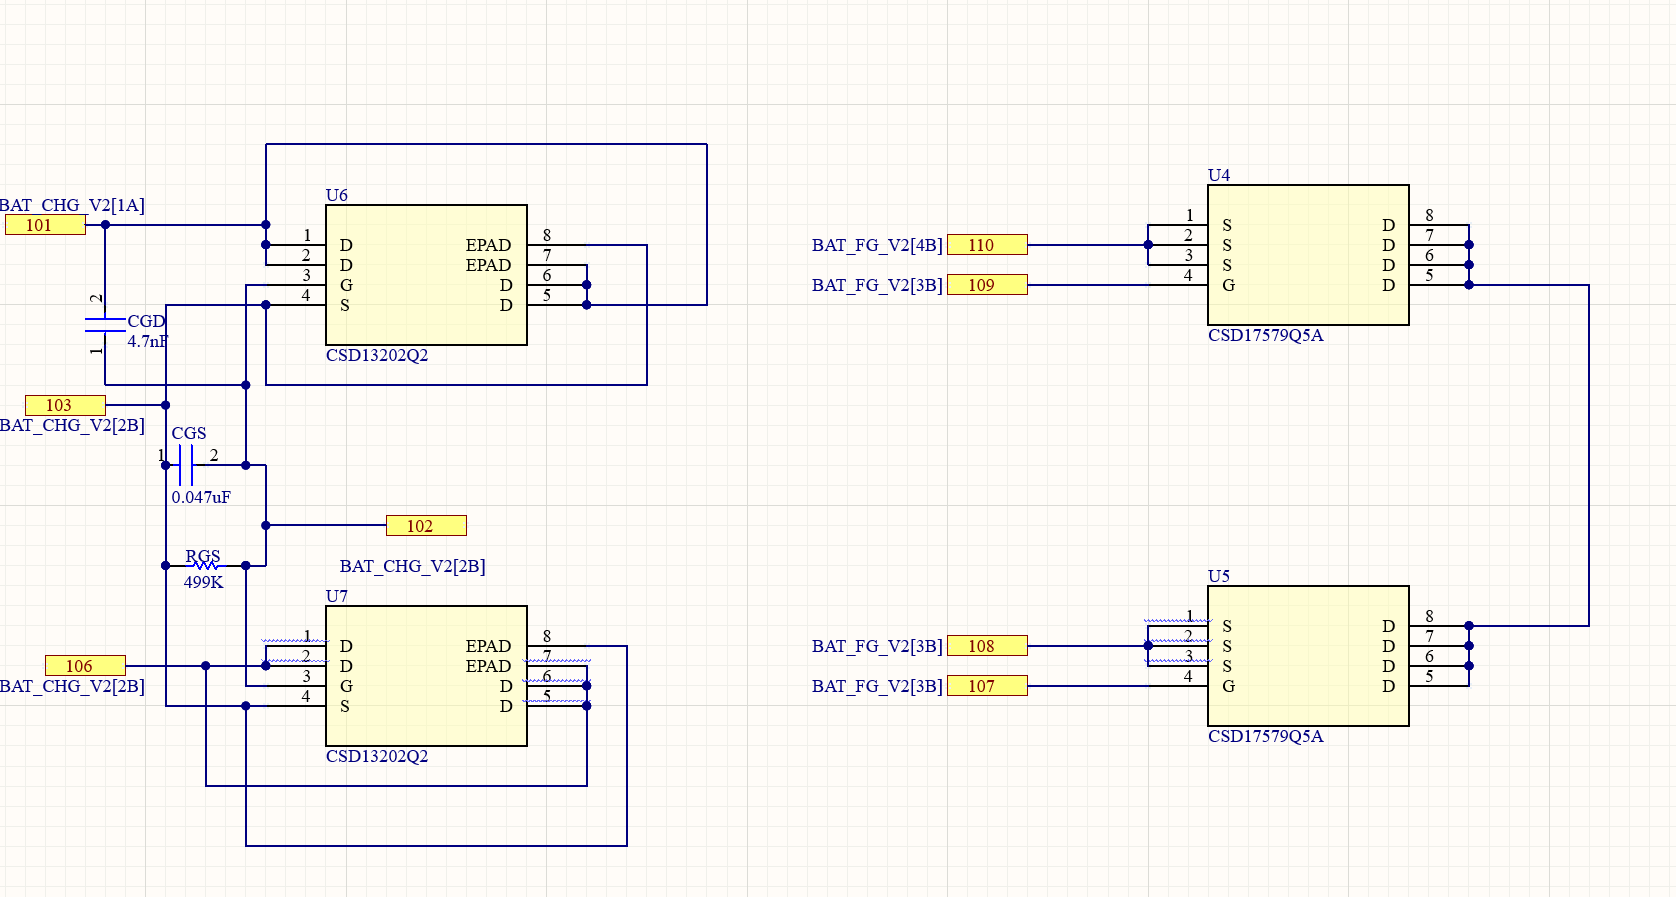 U6
BAT_CHG_V2[1A]
101
1 D EPAD 8
2 D EPAD 7
3 G D 6
4 S D 5
CSD13202Q2
2
CGD
4.7nF
1
103
BAT_CHG_V2[2B]
CGS
1 2
0.047uF
102
BAT_CHG_V2[2B]
RGS
499K
U7
106
BAT_CHG_V2[2B]
1 D EPAD 8
2 D EPAD 7
3 G D 6
4 S D 5
CSD13202Q2
U4
BAT_FG_V2[4B] 110
BAT_FG_V2[3B] 109
1 S D 8
2 S D 7
3 S D 6
4 G D 5
CSD17579Q5A
U5
BAT_FG_V2[3B] 108
BAT_FG_V2[3B] 107
1 S D 8
2 S D 7
3 S D 6
4 G D 5
CSD17579Q5A